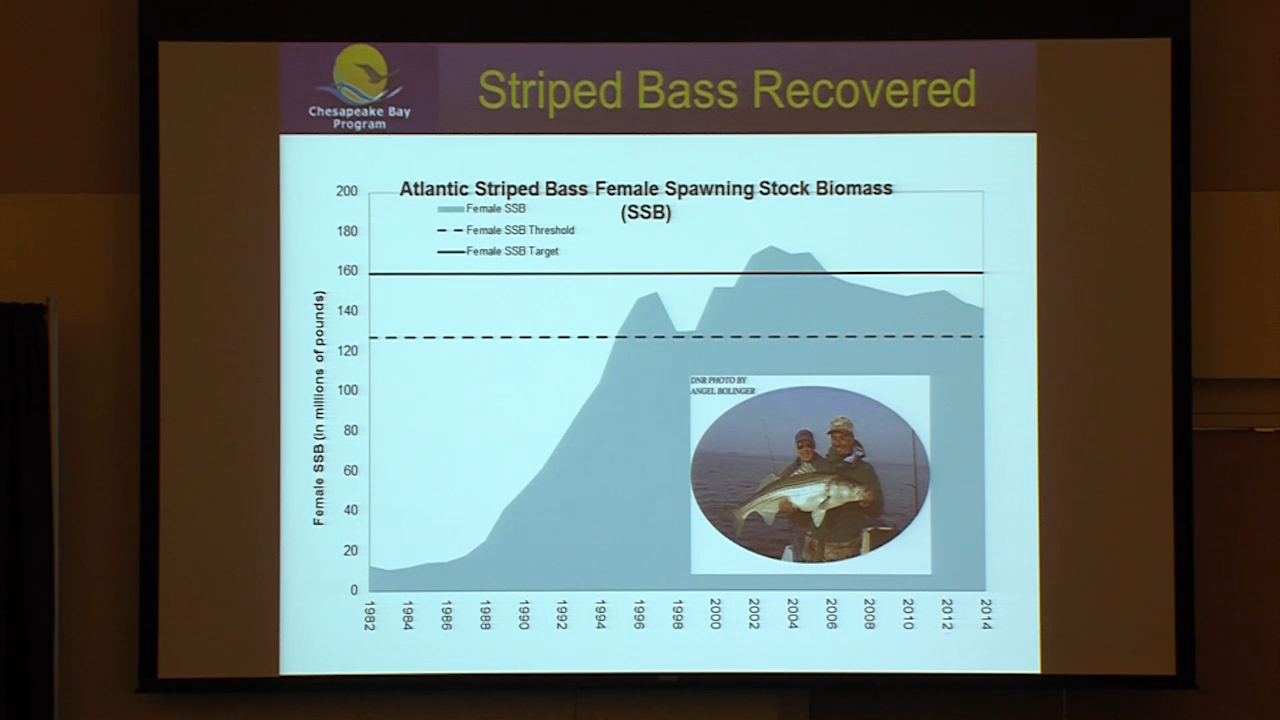 Chesapeake Bay
Program
Striped Bass Recovered
Atlantic Striped Bass Female Spawning Stock Biomass
(SSB)
Female SSB
Female SSB Threshold
Female SSB Target
Female SSB (in millions of pounds)
200
180
160
140
120
100
80
60
40
20
0
DNR PHOTO BY
ANGEL BOLINGER
1982
1984
1986
1988
1990
1992
1994
1996
1998
2000
2002
2004
2006
2008
2010
2012
2014